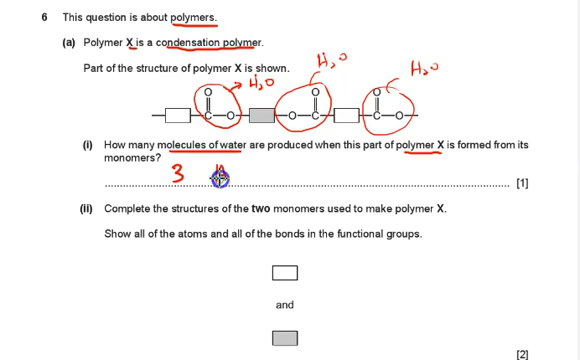 6 This question is about polymers.
(a) Polymer X is a condensation polymer.
Part of the structure of polymer X is shown.
H₂O H₂O H₂O
O O O
C O O C C O
(i) How many molecules of water are produced when this part of polymer X is formed from its
monomers?
3
[1]
(ii) Complete the structures of the two monomers used to make polymer X.
Show all of the atoms and all of the bonds in the functional groups.
and
[2]